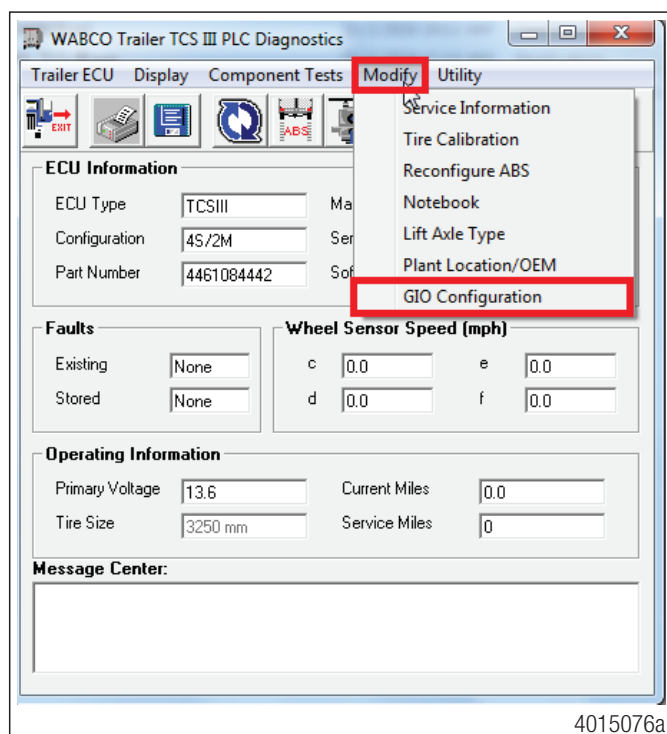 WABCO Trailer TCS III PLC Diagnostics
Trailer ECU Display Component Tests Modify Utility
EXIT ABS
Service Information
Tire Calibration
Reconfigure ABS
Notebook
Lift Axle Type
Plant Location/OEM
GIO Configuration
ECU Information
ECU Type TCSIII Ma
Configuration 4S/2M Ser
Part Number 4461084442 Sof
Faults
Existing None
Stored None
Wheel Sensor Speed (mph)
c 0.0 e 0.0
d 0.0 f 0.0
Operating Information
Primary Voltage 13.6 Current Miles 0.0
Tire Size 3250 mm Service Miles 0
Message Center:
4015076a